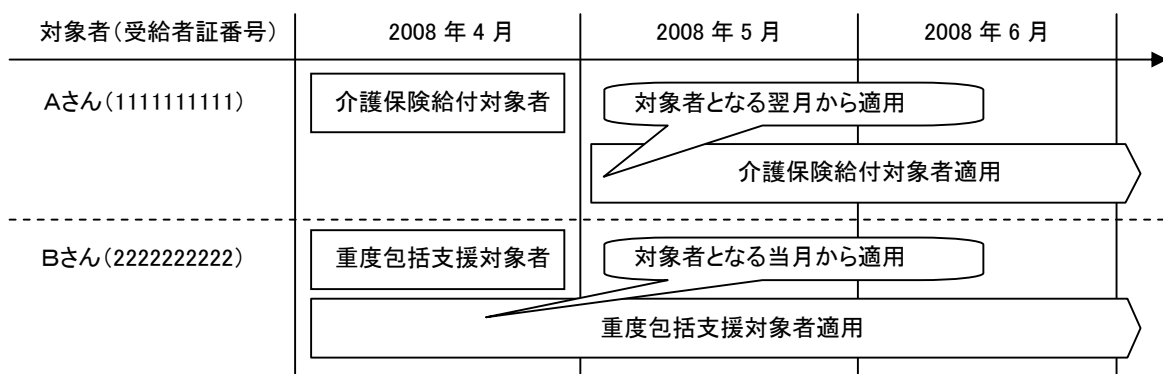 対象者（受給者証番号） 2008 年 4 月 2008 年 5 月 2008 年 6 月
Aさん（1111111111） 介護保険給付対象者 対象者となる翌月から適用
介護保険給付対象者適用
Bさん（2222222222） 重度包括支援対象者 対象者となる当月から適用
重度包括支援対象者適用